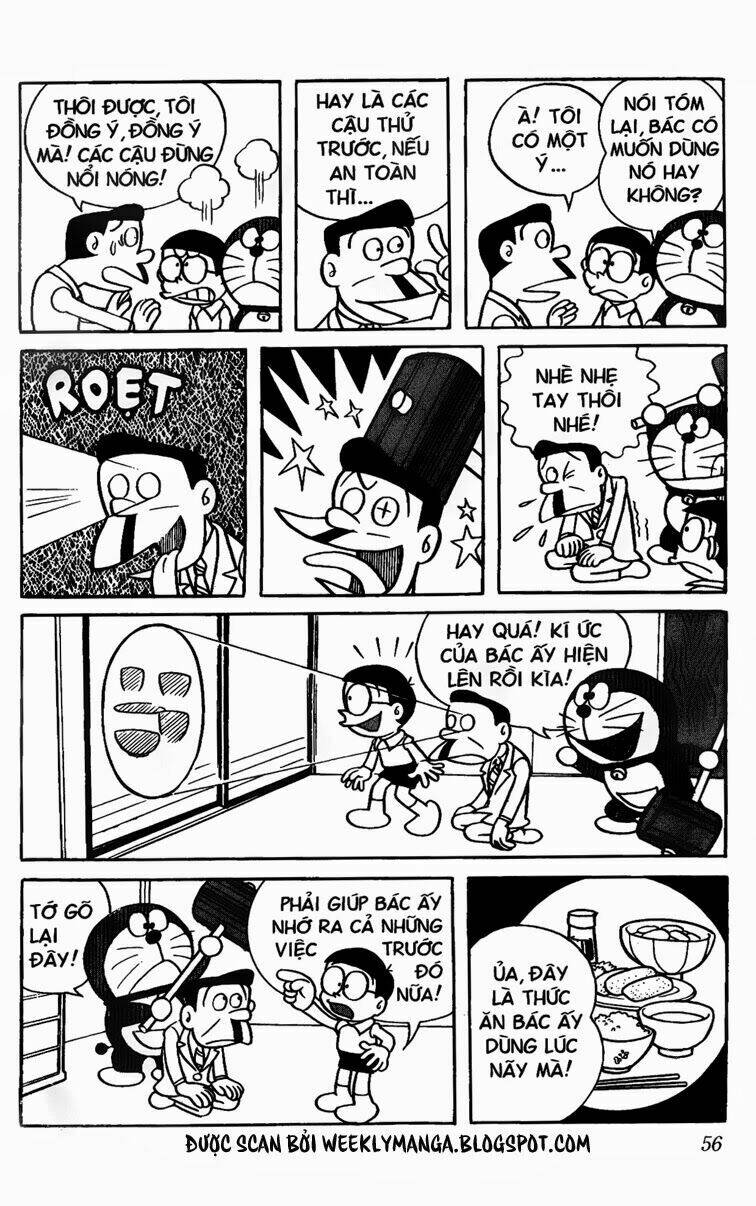 NÓI TÓM
LẠI, BÁC CÓ
MUỐN DÙNG
NÓ HAY
KHÔNG?
À! TÔI
CÓ MỘT
Ý...
HAY LÀ CÁC
CẬU THỬ
TRƯỚC, NẾU
AN TOÀN
THÌ...
THÔI ĐƯỢC, TÔI
ĐỒNG Ý, ĐỒNG Ý
MÀ! CÁC CẬU ĐỪNG
NỔI NÓNG!
NHÈ NHẸ
TAY THÔI
NHÉ!
ROẸT
HAY QUÁ! KÍ ỨC
CỦA BÁC ẤY HIỆN
LÊN RỒI KÌA!
ỦA, ĐÂY
LÀ THỨC
ĂN BÁC ẤY
DÙNG LÚC
NÃY MÀ!
PHẢI GIÚP BÁC ẤY
NHỚ RA CẢ NHỮNG
VIỆC TRƯỚC
ĐÓ
NỮA!
TỚ GÕ
LẠI
ĐÂY!
ĐƯỢC SCAN BỞI WEEKLYMANGA.BLOGSPOT.COM
56